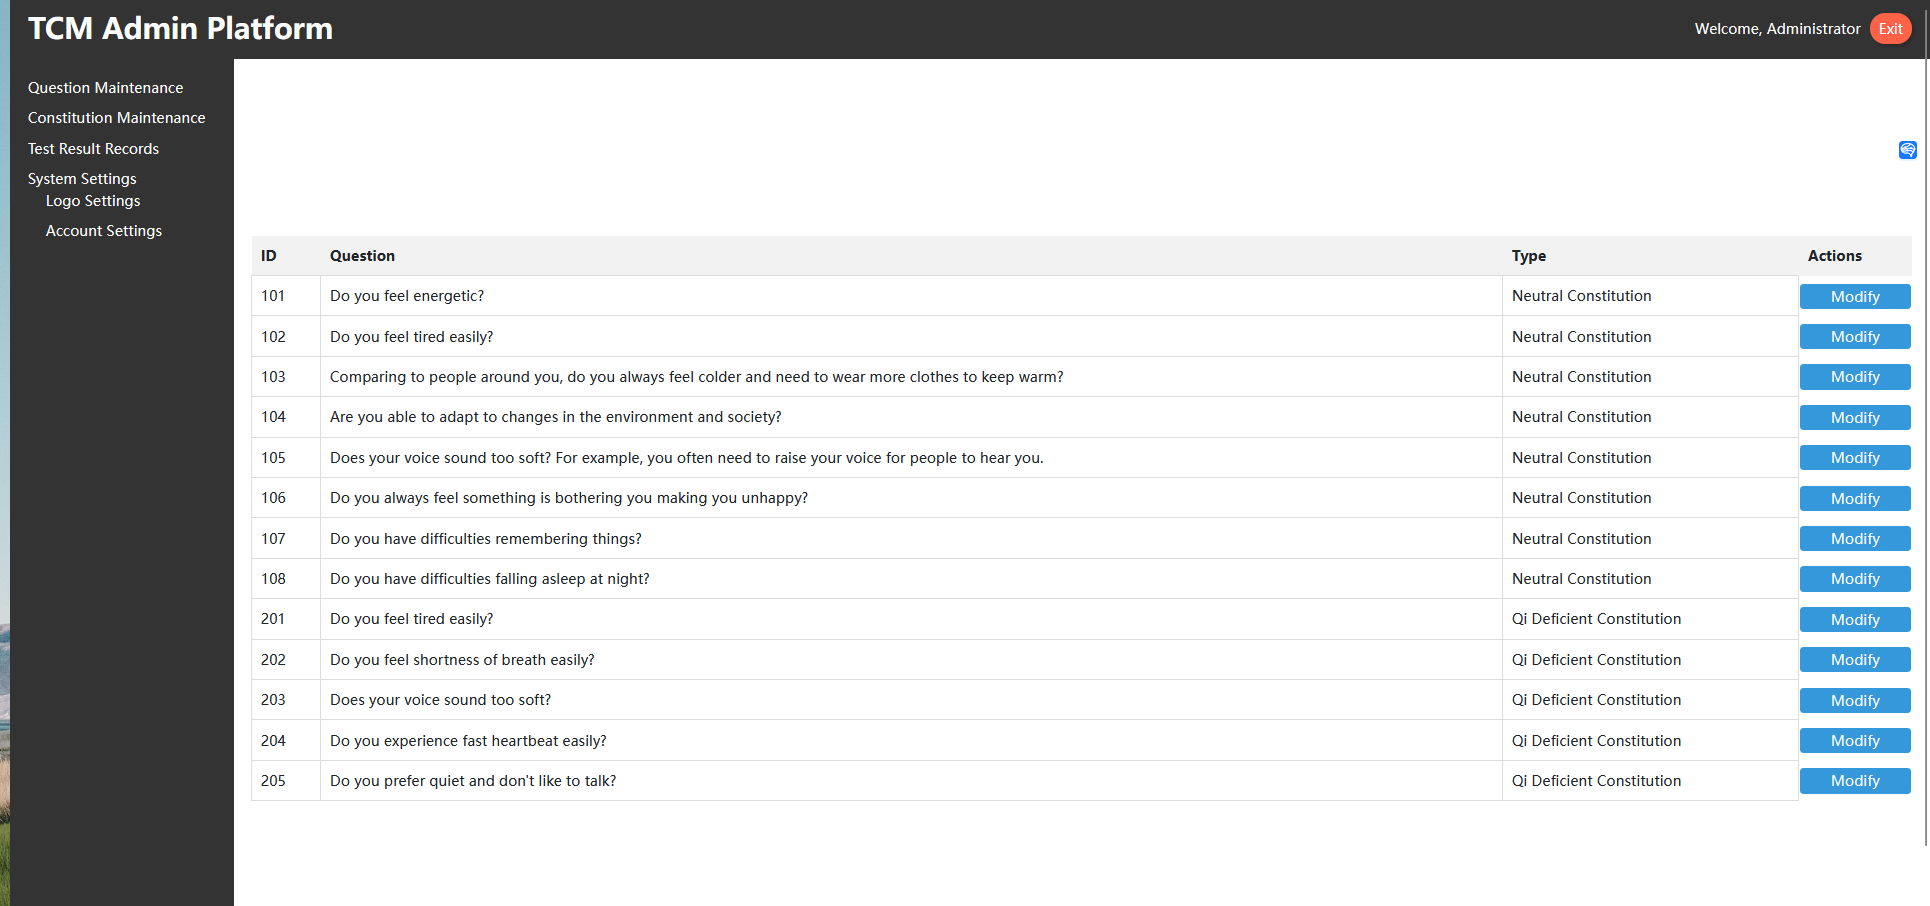 TCM Admin Platform
Welcome, Administrator Exit
Question Maintenance
Constitution Maintenance
Test Result Records
System Settings
Logo Settings
Account Settings
ID Question Type Actions
101 Do you feel energetic? Neutral Constitution Modify
102 Do you feel tired easily? Neutral Constitution Modify
103 Comparing to people around you, do you always feel colder and need to wear more clothes to keep warm? Neutral Constitution Modify
104 Are you able to adapt to changes in the environment and society? Neutral Constitution Modify
105 Does your voice sound too soft? For example, you often need to raise your voice for people to hear you. Neutral Constitution Modify
106 Do you always feel something is bothering you making you unhappy? Neutral Constitution Modify
107 Do you have difficulties remembering things? Neutral Constitution Modify
108 Do you have difficulties falling asleep at night? Neutral Constitution Modify
201 Do you feel tired easily? Qi Deficient Constitution Modify
202 Do you feel shortness of breath easily? Qi Deficient Constitution Modify
203 Does your voice sound too soft? Qi Deficient Constitution Modify
204 Do you experience fast heartbeat easily? Qi Deficient Constitution Modify
205 Do you prefer quiet and don't like to talk? Qi Deficient Constitution Modify